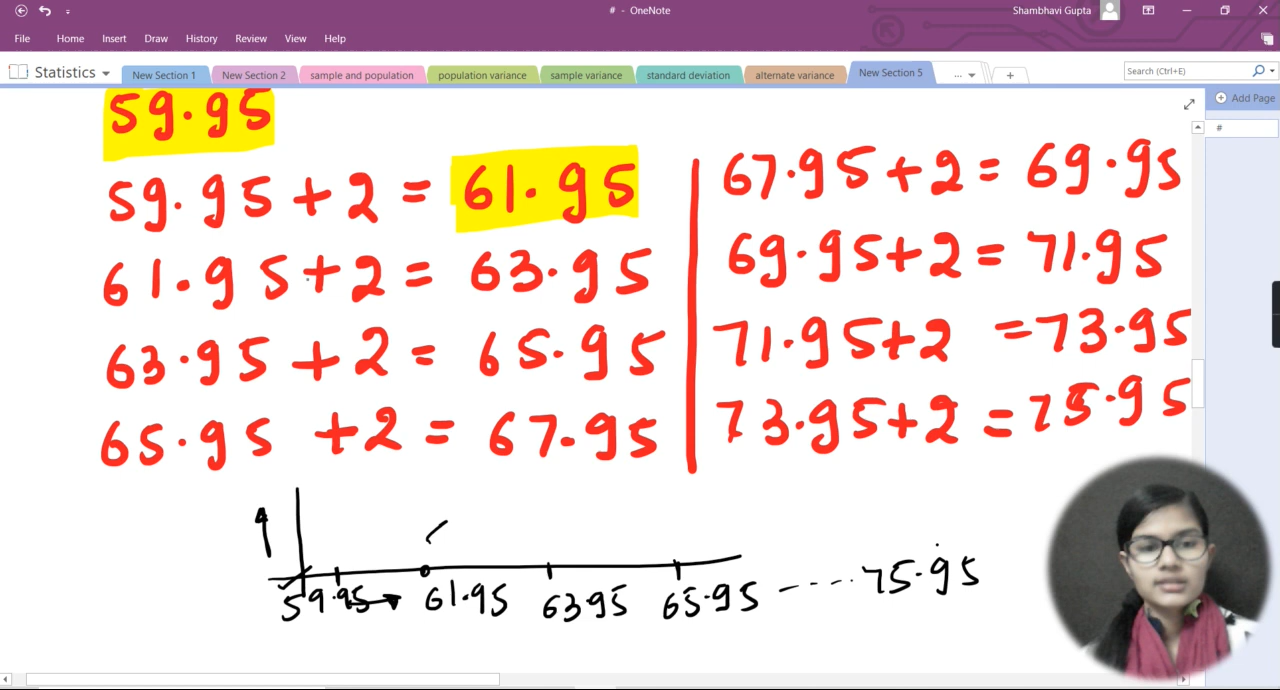 # - OneNote
Shambhavi Gupta
File Home Insert Draw History Review View Help
Statistics
New Section 1 New Section 2 sample and population population variance sample variance standard deviation alternate variance New Section 5 ... +
Search (Ctrl+E)
Add Page
#
59.95
59.95 + 2 = 61.95
61.95 + 2 = 63.95
63.95 + 2 = 65.95
65.95 + 2 = 67.95
67.95 + 2 = 69.95
69.95 + 2 = 71.95
71.95 + 2 = 73.95
73.95 + 2 = 75.95
59.95 61.95 63.95 65.95 ---- 75.95